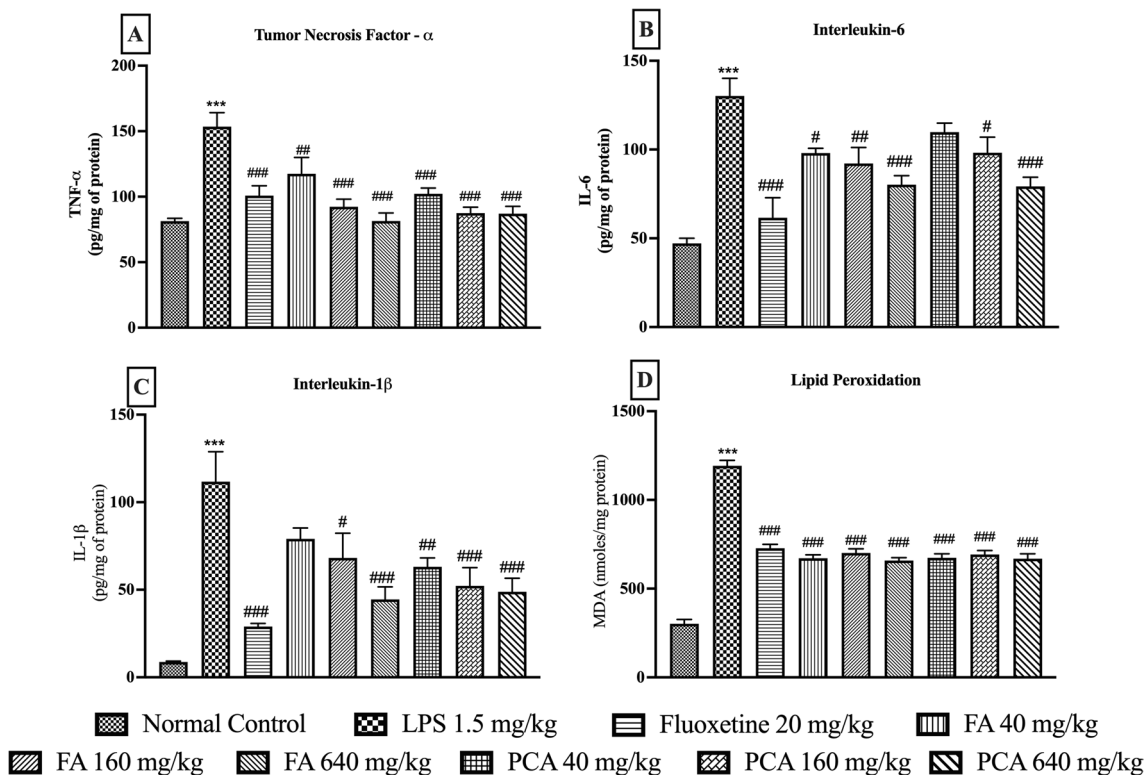 A
Tumor Necrosis Factor - α
TNF-α
(pg/mg of protein)
200
150
100
50
0
***
###
##
###
###
###
###
###
B
Interleukin-6
IL-6
(pg/mg of protein)
150
100
50
0
***
###
#
##
###
#
###
C
Interleukin-1β
IL-1β
(pg/mg of protein)
150
100
50
0
***
###
#
###
##
###
###
D
Lipid Peroxidation
MDA (nmoles/mg protein)
1500
1000
500
0
***
###
###
###
###
###
###
###
Normal Control LPS 1.5 mg/kg Fluoxetine 20 mg/kg FA 40 mg/kg
FA 160 mg/kg FA 640 mg/kg PCA 40 mg/kg PCA 160 mg/kg PCA 640 mg/kg